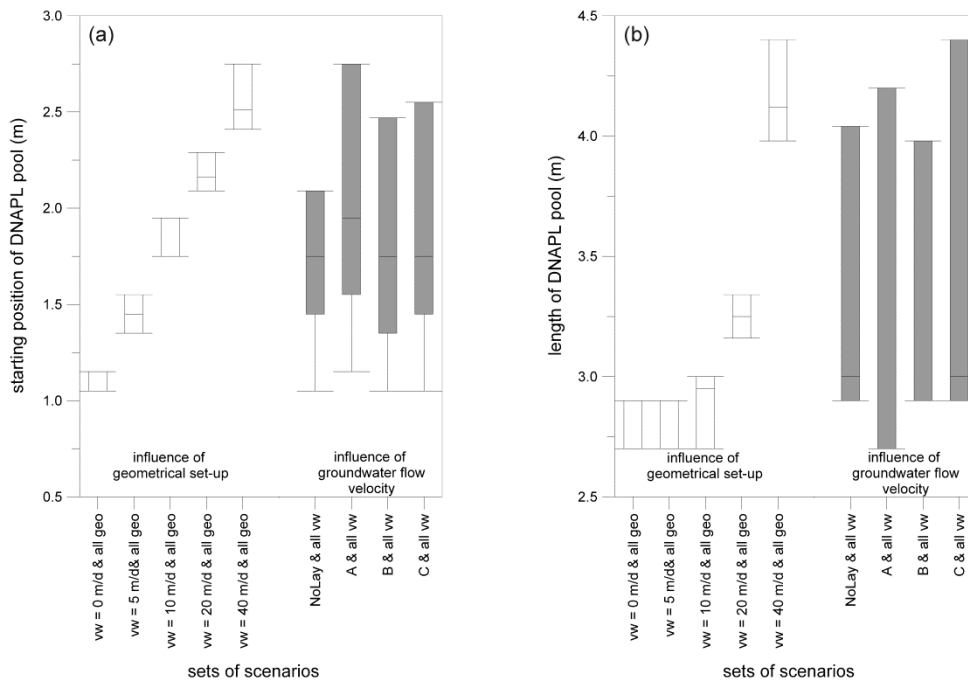 (a)
starting position of DNAPL pool (m)
3.0
2.5
2.0
1.5
1.0
0.5
influence of
geometrical set-up
influence of
groundwater flow
velocity
vw = 0 m/d & all geo
vw = 5 m/d& all geo
vw = 10 m/d & all geo
vw = 20 m/d & all geo
vw = 40 m/d & all geo
NoLay & all vw
A & all vw
B & all vw
C & all vw
sets of scenarios
(b)
length of DNAPL pool (m)
4.5
4.0
3.5
3.0
2.5
influence of
geometrical set-up
influence of
groundwater flow
velocity
vw = 0 m/d & all geo
vw = 5 m/d& all geo
vw = 10 m/d & all geo
vw = 20 m/d & all geo
vw = 40 m/d & all geo
NoLay & all vw
A & all vw
B & all vw
C & all vw
sets of scenarios